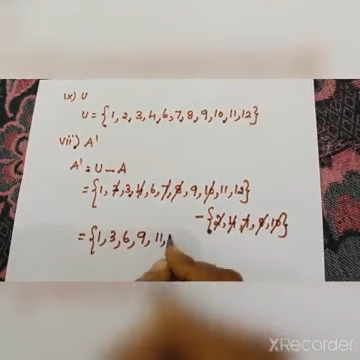 ix) U
U = {1, 2, 3, 4, 6, 7, 8, 9, 10, 11, 12}
vii) A'
A' = U - A
= {1, 2, 3, 4, 6, 7, 8, 9, 10, 11, 12}
- {2, 4, 7, 8, 10}
= {1, 3, 6, 9, 11,
XRecorder